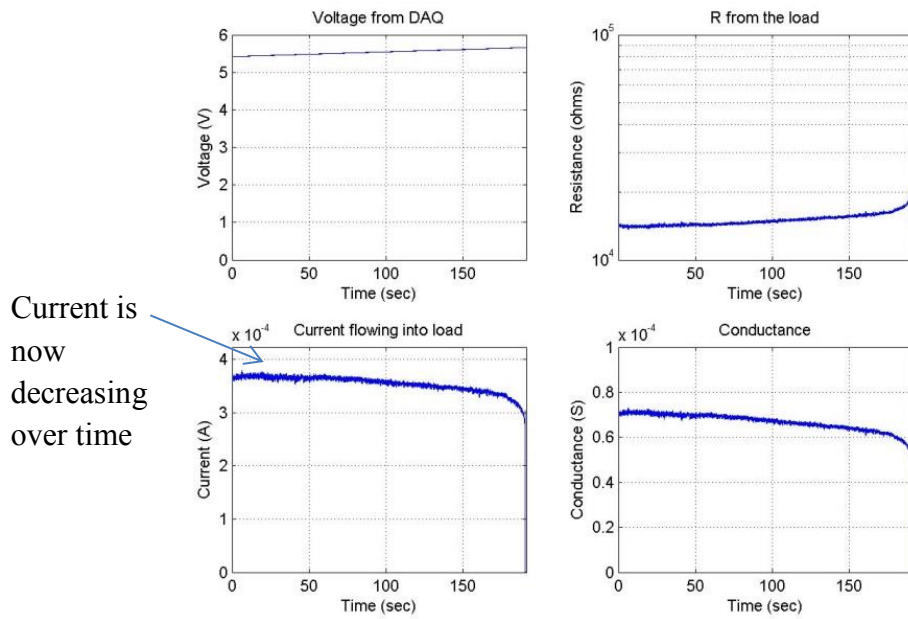 Voltage from DAQ
6
5
4
3
2
1
0
Voltage (V)
0 50 100 150
Time (sec)
R from the load
10^5
10^4
Resistance (ohms)
0 50 100 150
Time (sec)
Current is
now
decreasing
over time
x 10^-4
Current flowing into load
4
3
4
1
0
Current (A)
0 50 100 150
Time (sec)
x 10^-4
Conductance
1
0.8
0.6
0.4
0.2
0
Conductance (S)
0 50 100 150
Time (sec)